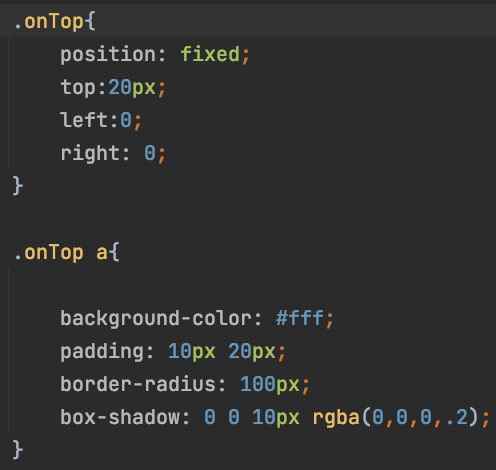 .onTop{
    position: fixed;
    top:20px;
    left:0;
    right: 0;
}
.onTop a{
    background-color: #fff;
    padding: 10px 20px;
    border-radius: 100px;
    box-shadow: 0 0 10px rgba(0,0,0,.2);
}